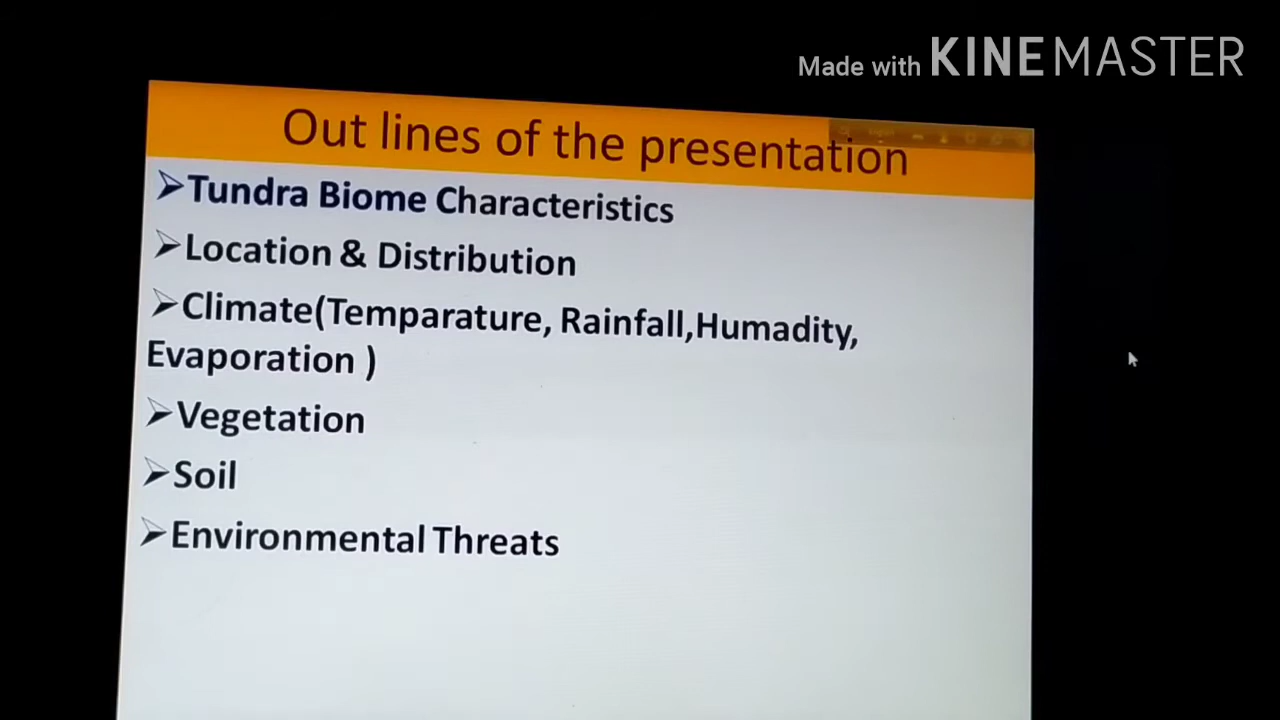 Made with KINEMASTER
Out lines of the presentation
➢Tundra Biome Characteristics
➢Location & Distribution
➢Climate(Temparature, Rainfall,Humadity,
Evaporation )
➢Vegetation
➢Soil
➢Environmental Threats